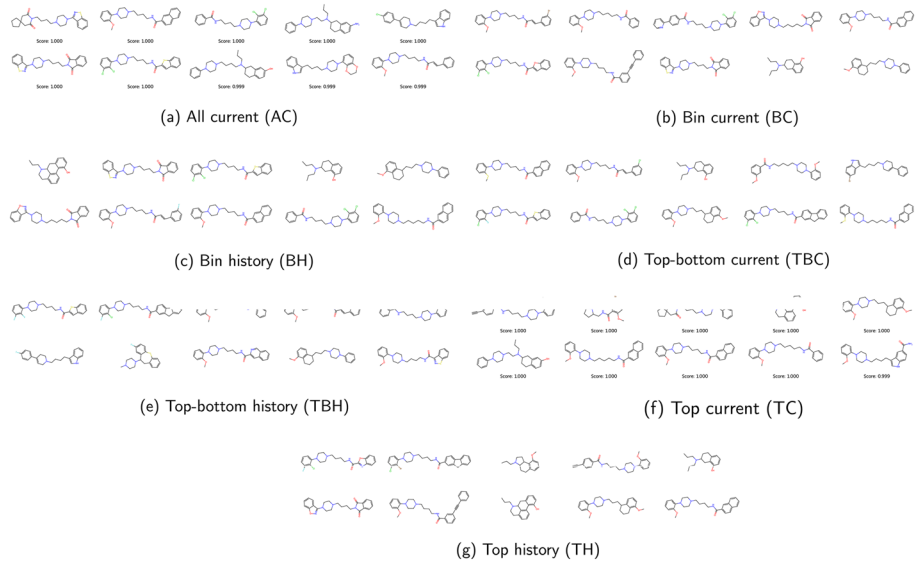 Score: 1.000 Score: 1.000 Score: 1.000 Score: 1.000 Score: 1.000
Score: 1.000 Score: 1.000 Score: 0.999 Score: 0.999 Score: 0.999
(a) All current (AC)
(b) Bin current (BC)
(c) Bin history (BH)
(d) Top-bottom current (TBC)
Score: 1.000 Score: 1.000 Score: 1.000 Score: 1.000 Score: 1.000
Score: 1.000 Score: 1.000 Score: 1.000 Score: 1.000 Score: 0.999
(e) Top-bottom history (TBH)
(f) Top current (TC)
(g) Top history (TH)